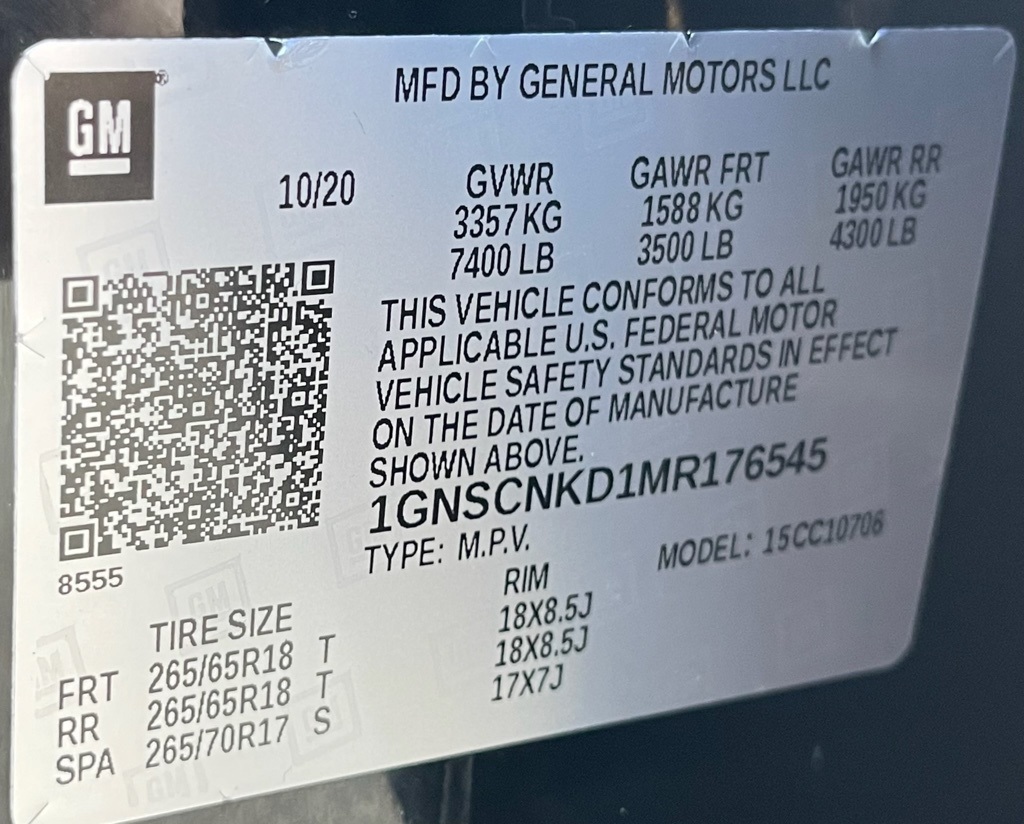 GM ®
MFD BY GENERAL MOTORS LLC
10/20
GVWR GAWR FRT GAWR RR
3357 KG 1588 KG 1950 KG
7400 LB 3500 LB 4300 LB
THIS VEHICLE CONFORMS TO ALL
APPLICABLE U.S. FEDERAL MOTOR
VEHICLE SAFETY STANDARDS IN EFFECT
ON THE DATE OF MANUFACTURE
SHOWN ABOVE.
1GNSCNKD1MR176545
TYPE: M.P.V. MODEL: 15CC10706
8555
TIRE SIZE RIM
FRT 265/65R18 T 18X8.5J
RR 265/65R18 T 18X8.5J
SPA 265/70R17 S 17X7J